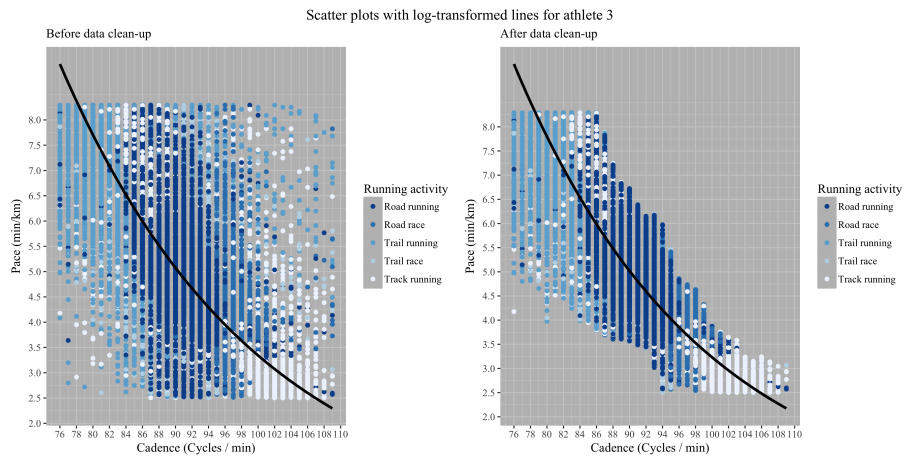 Scatter plots with log-transformed lines for athlete 3
Before data clean-up
Pace (min/km)
8.0
7.5
7.0
6.5
6.0
5.5
5.0
4.5
4.0
3.5
3.0
2.5
2.0
76 78 80 82 84 86 88 90 92 94 96 98 100 102 104 106 108 110
Cadence (Cycles / min)
Running activity
Road running
Road race
Trail running
Trail race
Track running
After data clean-up
Pace (min/km)
8.0
7.5
7.0
6.5
6.0
5.5
5.0
4.5
4.0
3.5
3.0
2.5
2.0
76 78 80 82 84 86 88 90 92 94 96 98 100 102 104 106 108 110
Cadence (Cycles / min)
Running activity
Road running
Road race
Trail running
Trail race
Track running